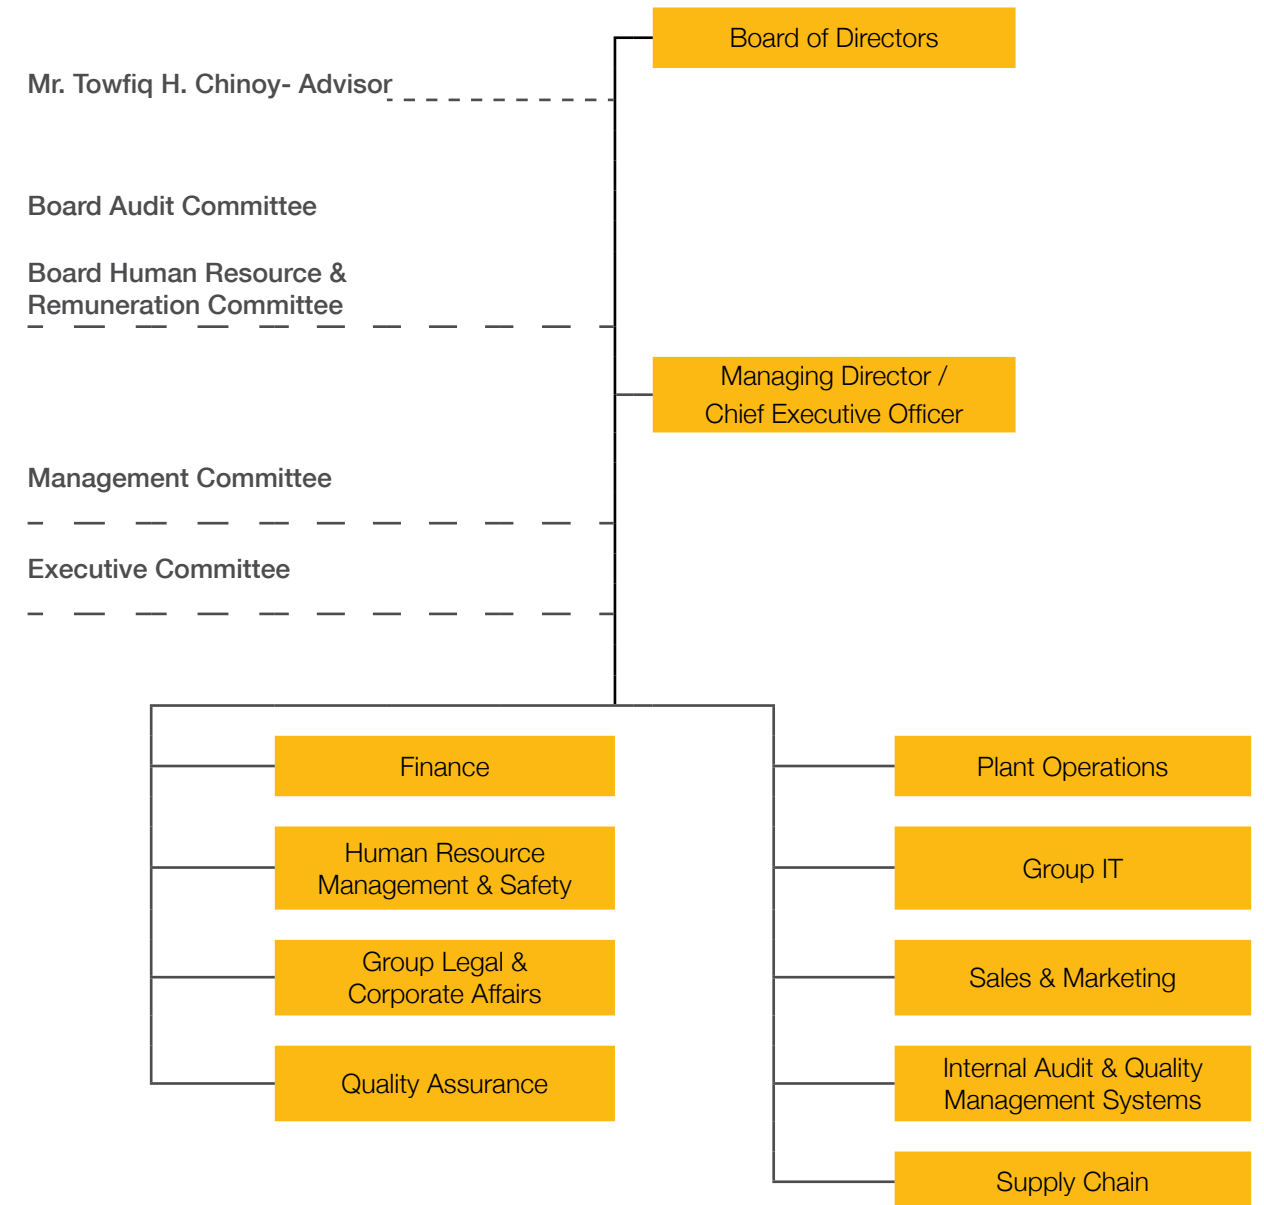 Board of Directors
Mr. Towfiq H. Chinoy- Advisor
Board Audit Committee
Board Human Resource &
Remuneration Committee
Managing Director /
Chief Executive Officer
Management Committee
Executive Committee
Finance
Human Resource
Management & Safety
Group Legal &
Corporate Affairs
Quality Assurance
Plant Operations
Group IT
Sales & Marketing
Internal Audit & Quality
Management Systems
Supply Chain